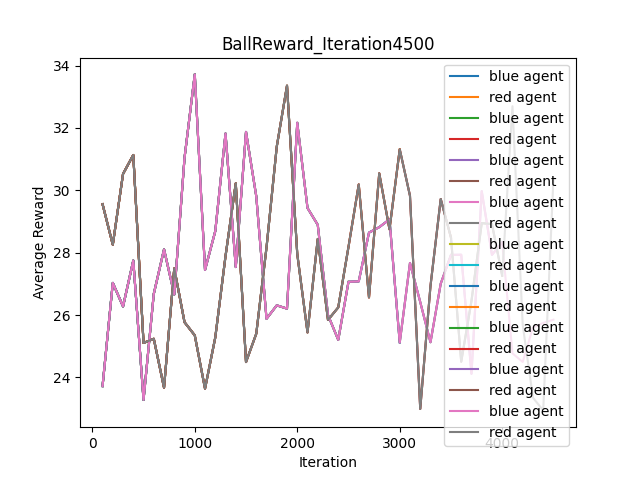 BallReward_Iteration4500
34
32
30
28
26
24
Average Reward
0
1000
2000
3000
4000
Iteration
blue agent
red agent
blue agent
red agent
blue agent
red agent
blue agent
red agent
blue agent
red agent
blue agent
red agent
blue agent
red agent
blue agent
red agent
blue agent
red agent